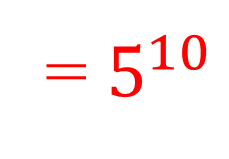 = 5¹⁰